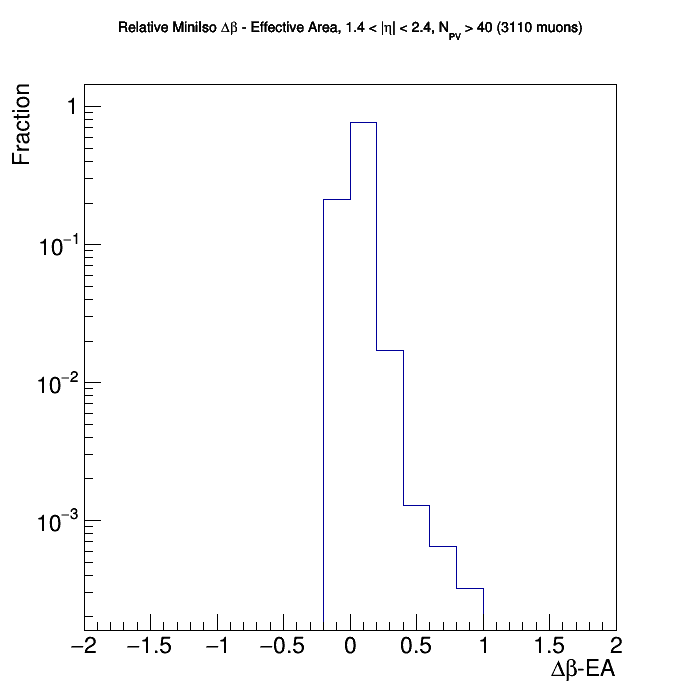 Relative MiniIso Δβ - Effective Area, 1.4 < |η| < 2.4, N_PV > 40 (3110 muons)
Fraction
1
10⁻¹
10⁻²
10⁻³
−2 −1.5 −1 −0.5 0 0.5 1 1.5 2
Δβ-EA